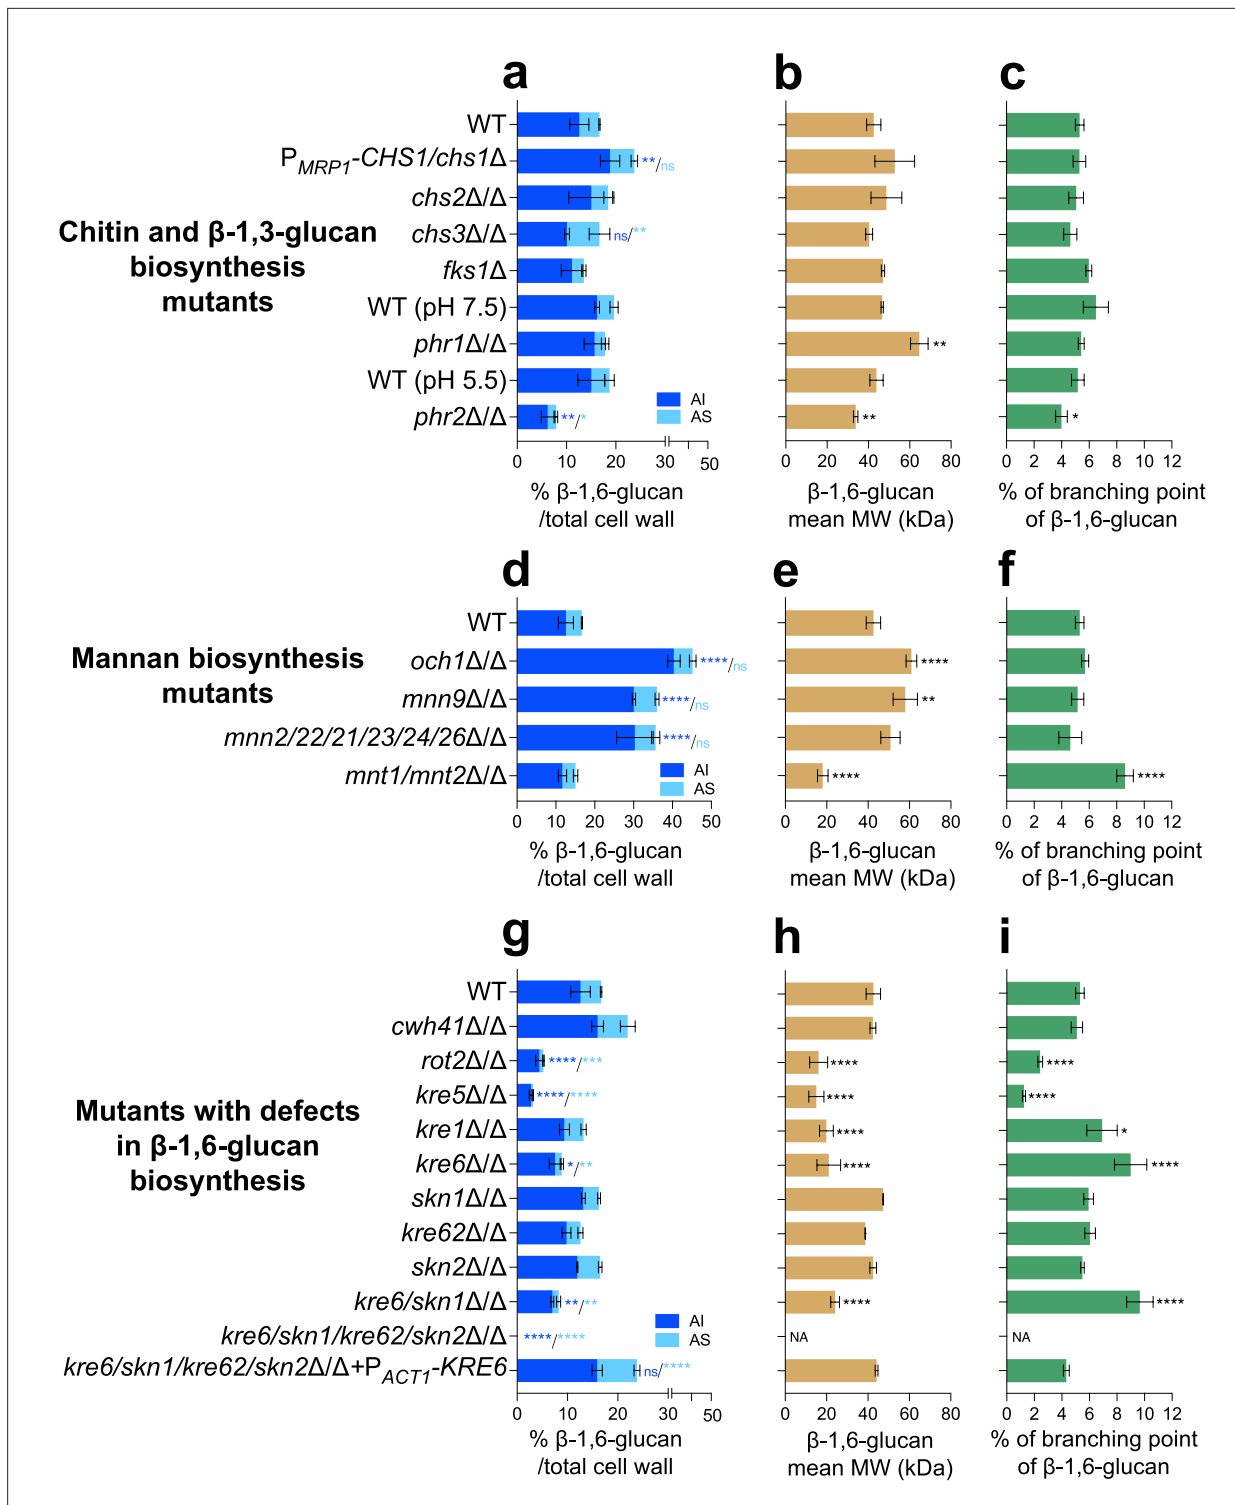 a
b
c
Chitin and β-1,3-glucan
biosynthesis
mutants
WT
P_MRP1-CHS1/chs1Δ
**/ns
chs2Δ/Δ
chs3Δ/Δ
ns/**
fks1Δ
WT (pH 7.5)
phr1Δ/Δ
**
WT (pH 5.5)
phr2Δ/Δ
**/*
**
*
AI
AS
0 10 20 30 50
0 20 40 60 80
0 2 4 6 8 10 12
% β-1,6-glucan
/total cell wall
β-1,6-glucan
mean MW (kDa)
% of branching point
of β-1,6-glucan
d
e
f
Mannan biosynthesis
mutants
WT
och1Δ/Δ
****/ns
****
mnn9Δ/Δ
****/ns
**
mnn2/22/21/23/24/26Δ/Δ
****/ns
mnt1/mnt2Δ/Δ
****
****
AI
AS
0 10 20 30 40 50
0 20 40 60 80
0 2 4 6 8 10 12
% β-1,6-glucan
/total cell wall
β-1,6-glucan
mean MW (kDa)
% of branching point
of β-1,6-glucan
g
h
i
Mutants with defects
in β-1,6-glucan
biosynthesis
WT
cwh41Δ/Δ
rot2Δ/Δ
****/***
****
****
kre5Δ/Δ
****/****
****
****
kre1Δ/Δ
****
*
kre6Δ/Δ
*/**
****
****
skn1Δ/Δ
kre62Δ/Δ
skn2Δ/Δ
kre6/skn1Δ/Δ
**/**
****
****
kre6/skn1/kre62/skn2Δ/Δ
****/****
NA
NA
kre6/skn1/kre62/skn2Δ/Δ+P_ACT1-KRE6
ns/****
AI
AS
0 10 20 30 50
0 20 40 60 80
0 2 4 6 8 10 12
% β-1,6-glucan
/total cell wall
β-1,6-glucan
mean MW (kDa)
% of branching point
of β-1,6-glucan